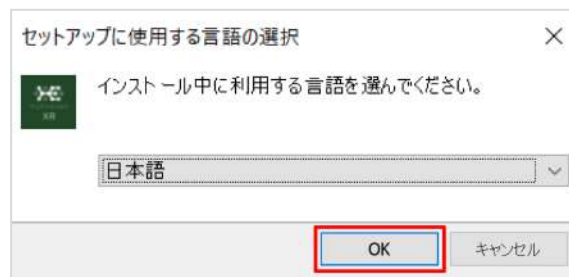 セットアップに使用する言語の選択
インストール中に利用する言語を選んでください。
XR
日本語
OK
キャンセル